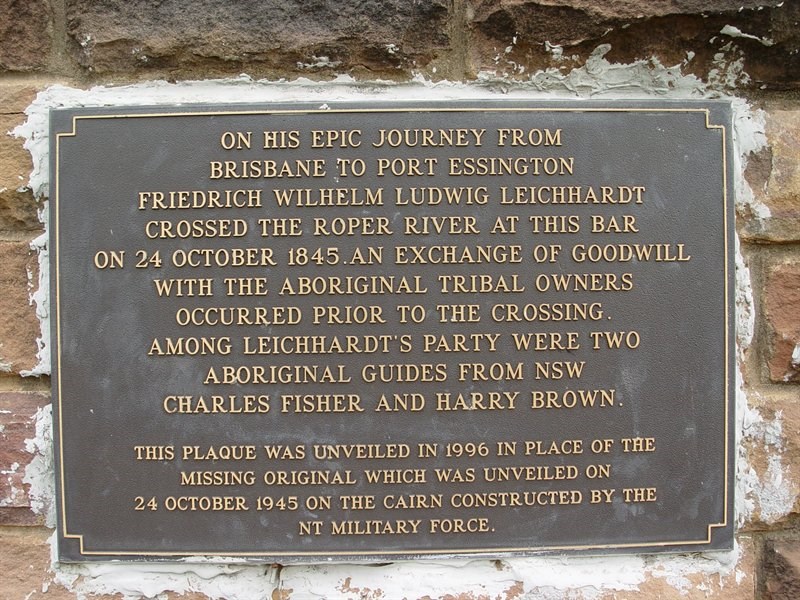 ON HIS EPIC JOURNEY FROM
BRISBANE TO PORT ESSINGTON
FRIEDRICH WILHELM LUDWIG LEICHHARDT
CROSSED THE ROPER RIVER AT THIS BAR
ON 24 OCTOBER 1845.AN EXCHANGE OF GOODWILL
WITH THE ABORIGINAL TRIBAL OWNERS
OCCURRED PRIOR TO THE CROSSING.
AMONG LEICHHARDT'S PARTY WERE TWO
ABORIGINAL GUIDES FROM NSW
CHARLES FISHER AND HARRY BROWN.
THIS PLAQUE WAS UNVEILED IN 1996 IN PLACE OF THE
MISSING ORIGINAL WHICH WAS UNVEILED ON
24 OCTOBER 1945 ON THE CAIRN CONSTRUCTED BY THE
NT MILITARY FORCE.